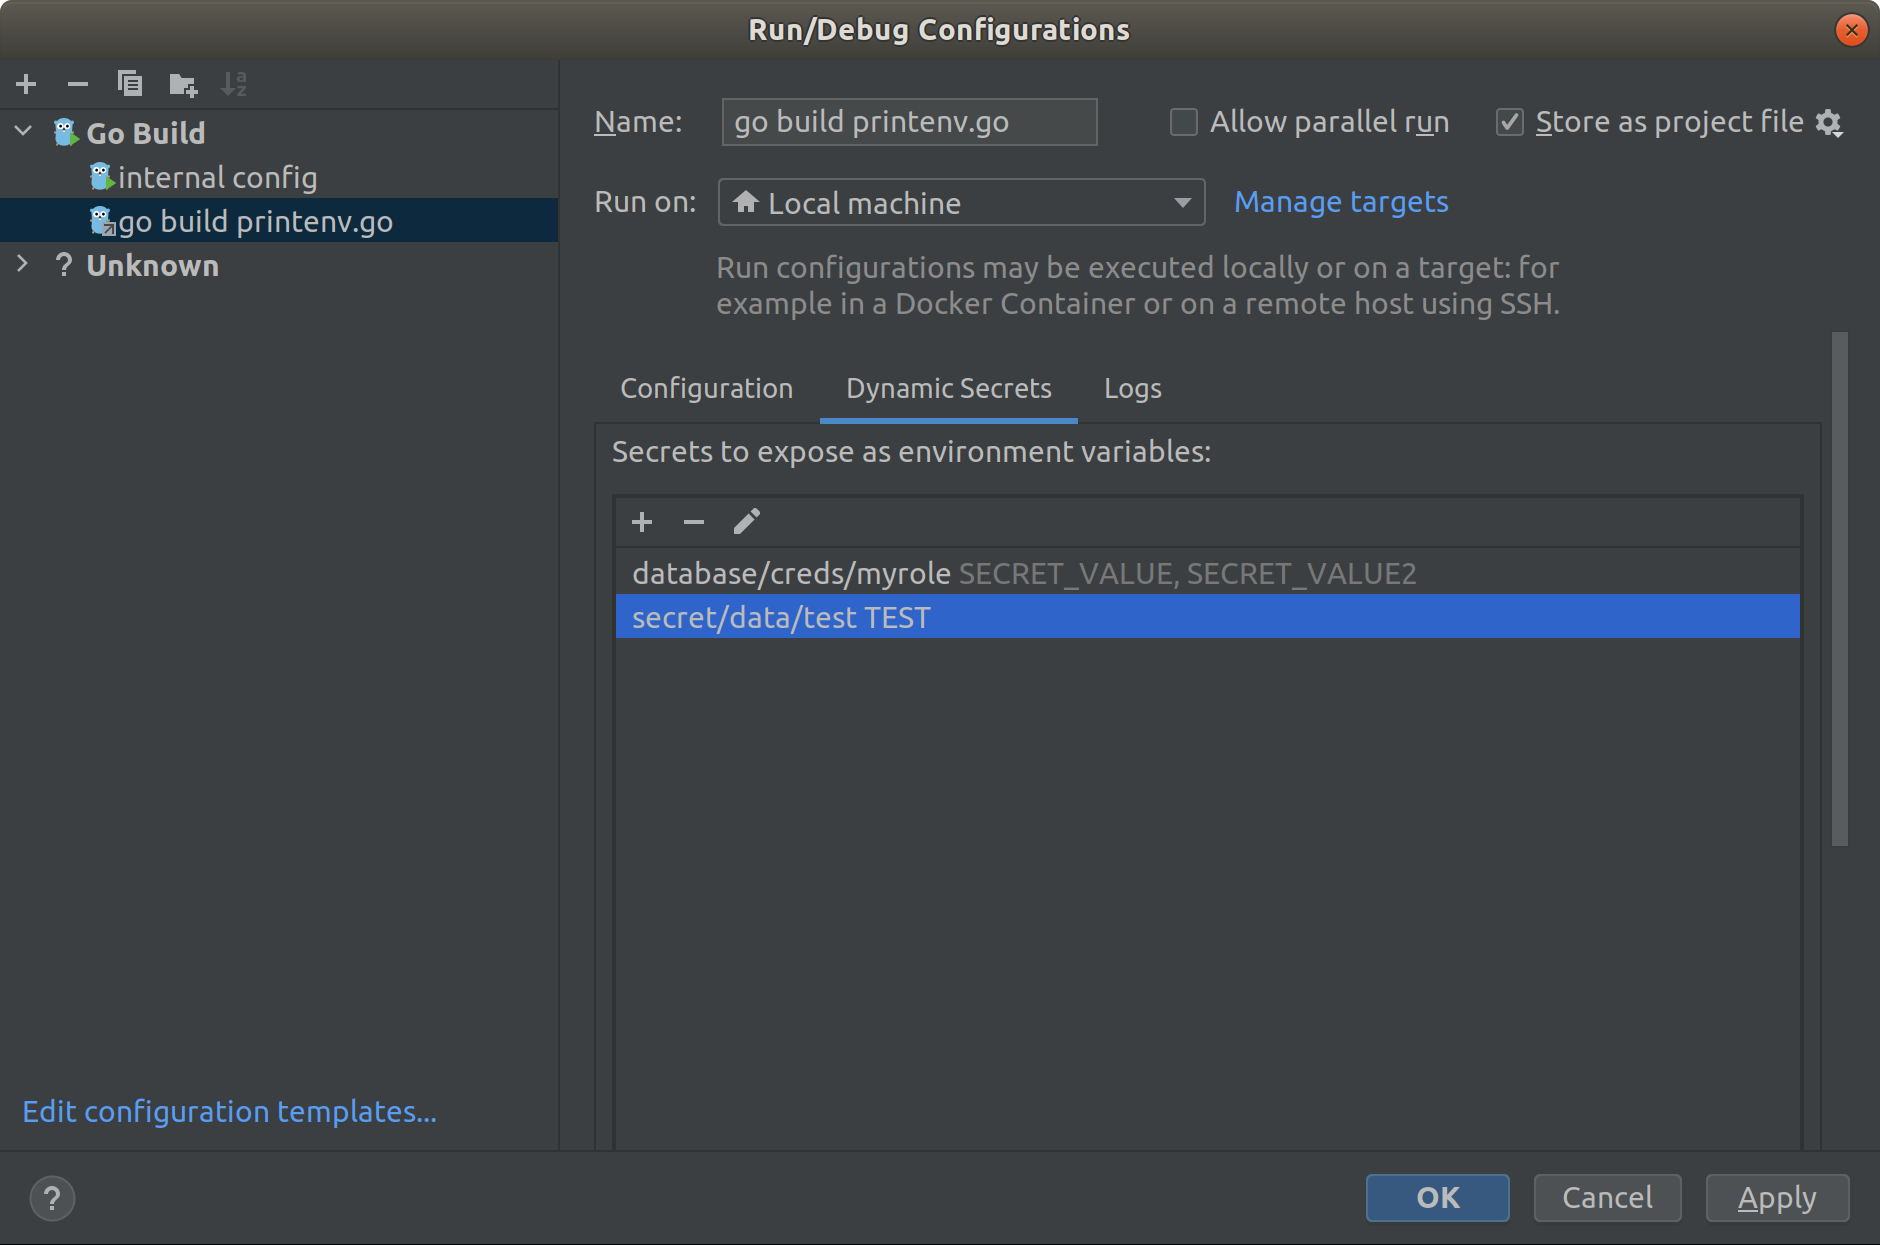 Run/Debug Configurations
Go Build
internal config
go build printenv.go
? Unknown
Edit configuration templates...
Name: go build printenv.go Allow parallel run Store as project file
Run on: Local machine Manage targets
Run configurations may be executed locally or on a target: for
example in a Docker Container or on a remote host using SSH.
Configuration Dynamic Secrets Logs
Secrets to expose as environment variables:
database/creds/myrole SECRET_VALUE, SECRET_VALUE2
secret/data/test TEST
? OK Cancel Apply